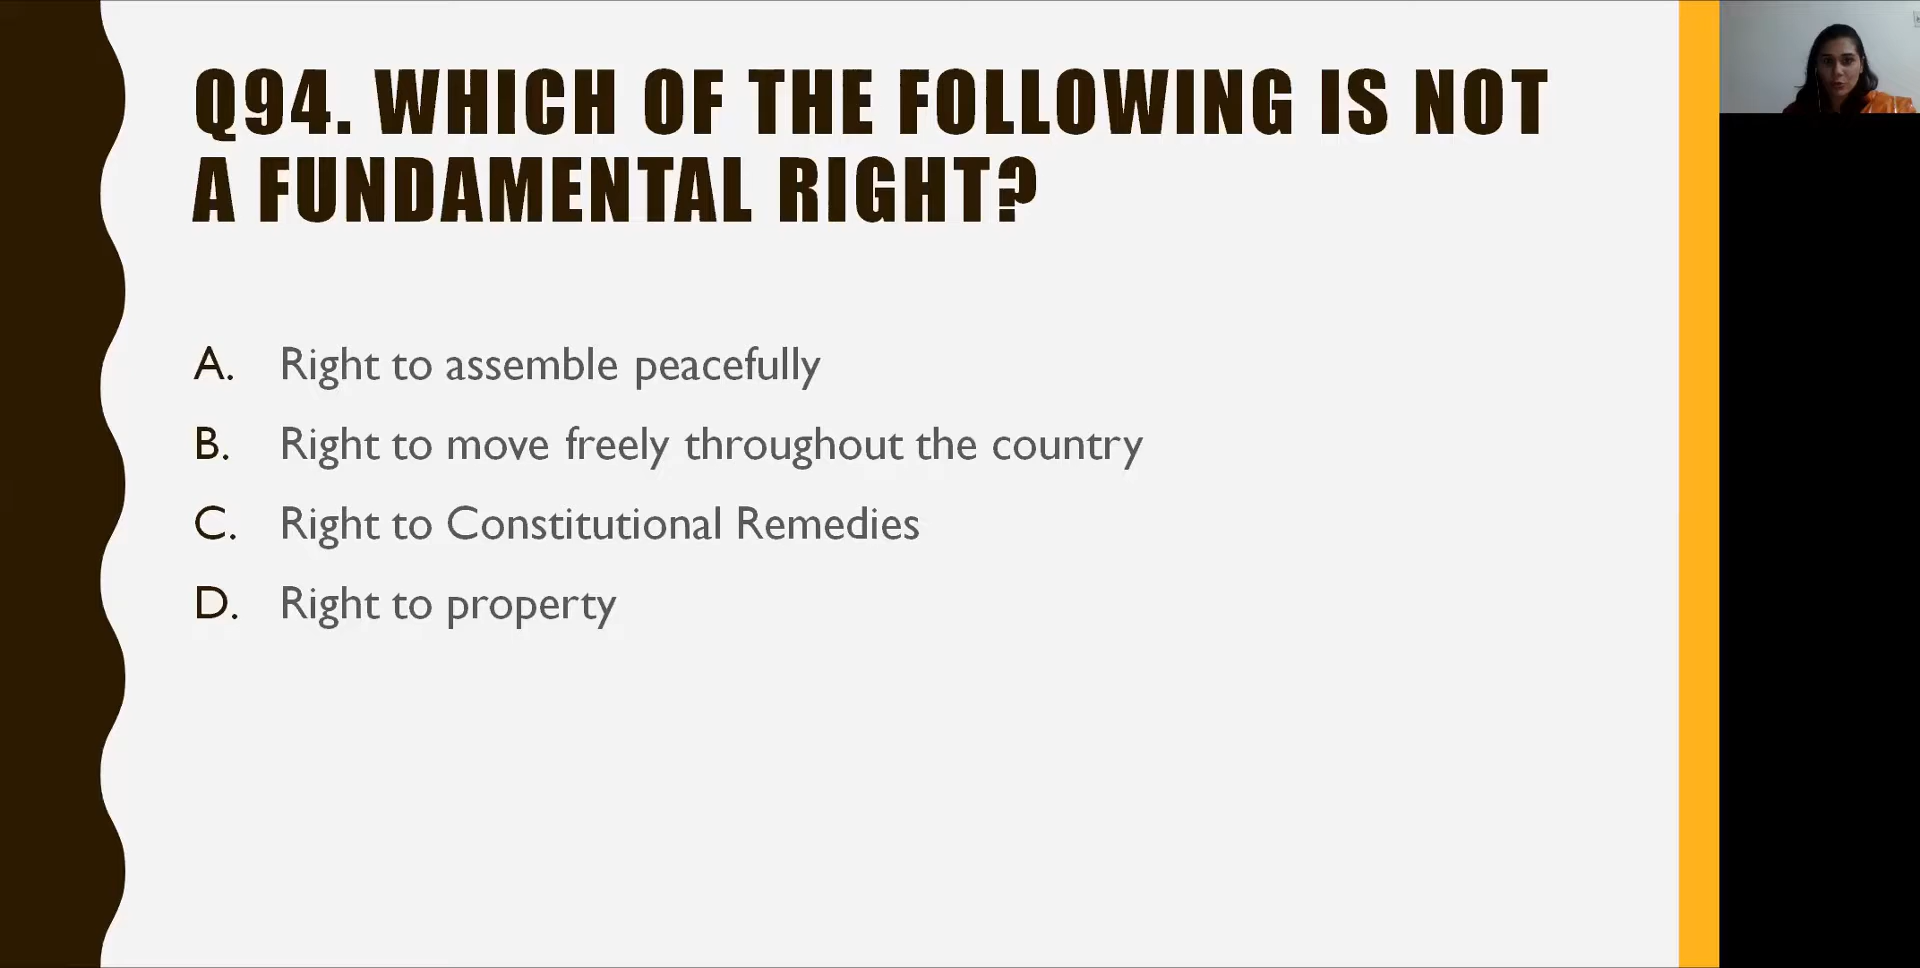 Q94. WHICH OF THE FOLLOWING IS NOT
A FUNDAMENTAL RIGHT?
A. Right to assemble peacefully
B. Right to move freely throughout the country
C. Right to Constitutional Remedies
D. Right to property